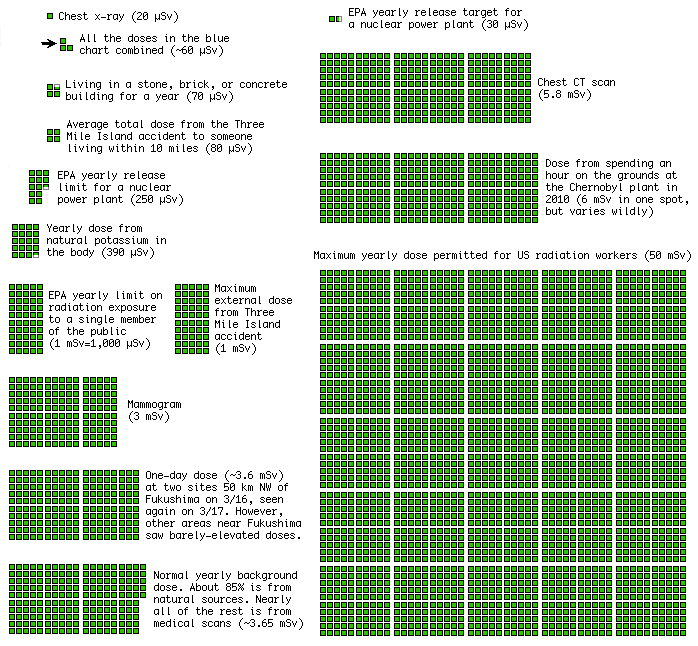 Chest x-ray (20 µSv)
All the doses in the blue
chart combined (~60 µSv)
Living in a stone, brick, or concrete
building for a year (70 µSv)
Average total dose from the Three
Mile Island accident to someone
living within 10 miles (80 µSv)
EPA yearly release
limit for a nuclear
power plant (250 µSv)
Yearly dose from
natural potassium in
the body (390 µSv)
EPA yearly limit on
radiation exposure
to a single member
of the public
(1 mSv=1,000 µSv)
Maximum
external dose
from Three
Mile Island
accident
(1 mSv)
Mammogram
(3 mSv)
One-day dose (~3.6 mSv)
at two sites 50 km NW of
Fukushima on 3/16, seen
again on 3/17. However,
other areas near Fukushima
saw barely-elevated doses.
Normal yearly background
dose. About 85% is from
natural sources. Nearly
all of the rest is from
medical scans (~3.65 mSv)
EPA yearly release target for
a nuclear power plant (30 µSv)
Chest CT scan
(5.8 mSv)
Dose from spending an
hour on the grounds at
the Chernobyl plant in
2010 (6 mSv in one spot,
but varies wildly)
Maximum yearly dose permitted for US radiation workers (50 mSv)